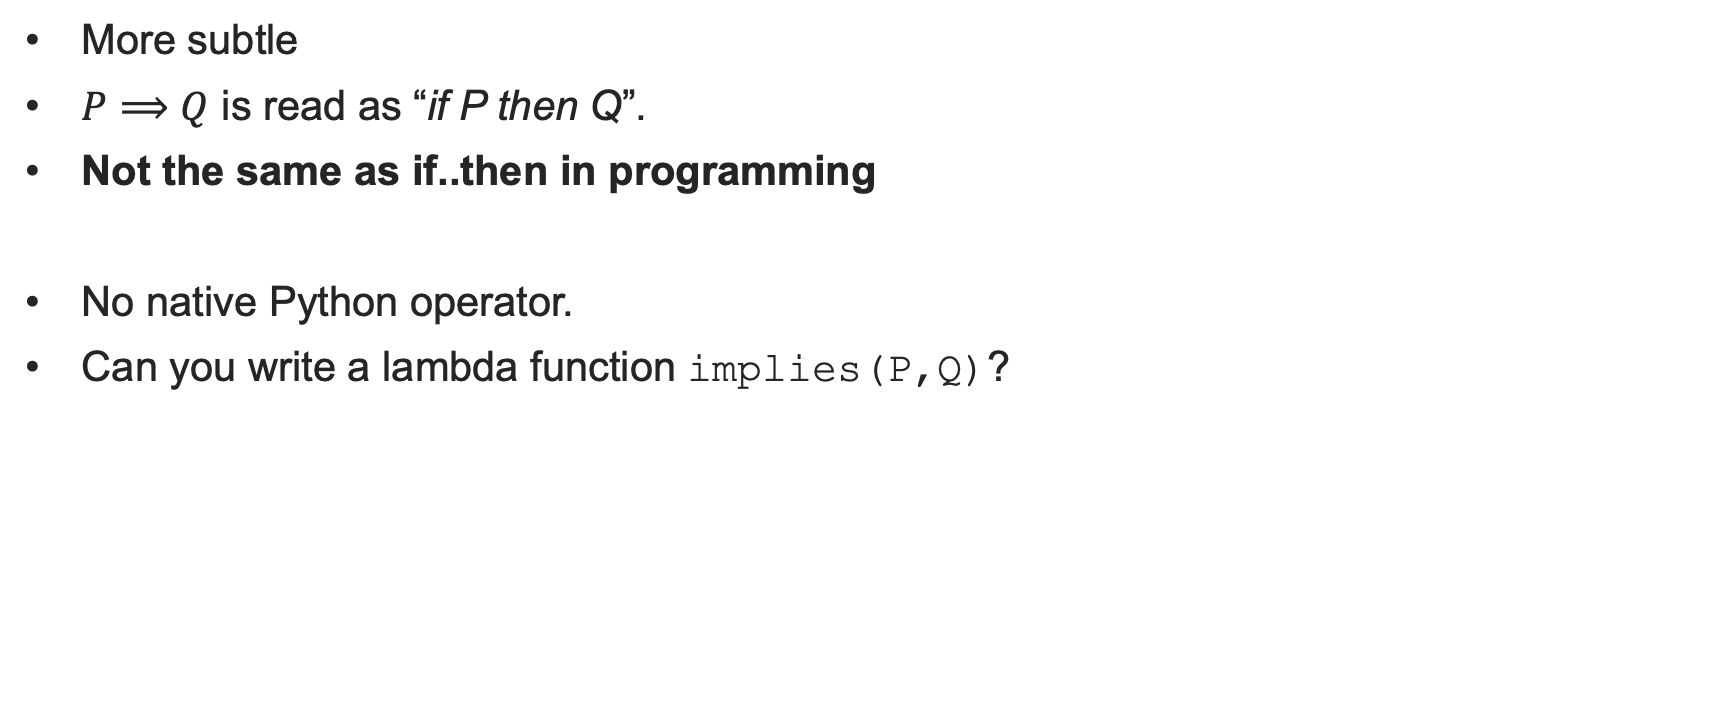 • More subtle
• P ⟹ Q is read as “if P then Q”.
• Not the same as if..then in programming
• No native Python operator.
• Can you write a lambda function implies(P,Q)?